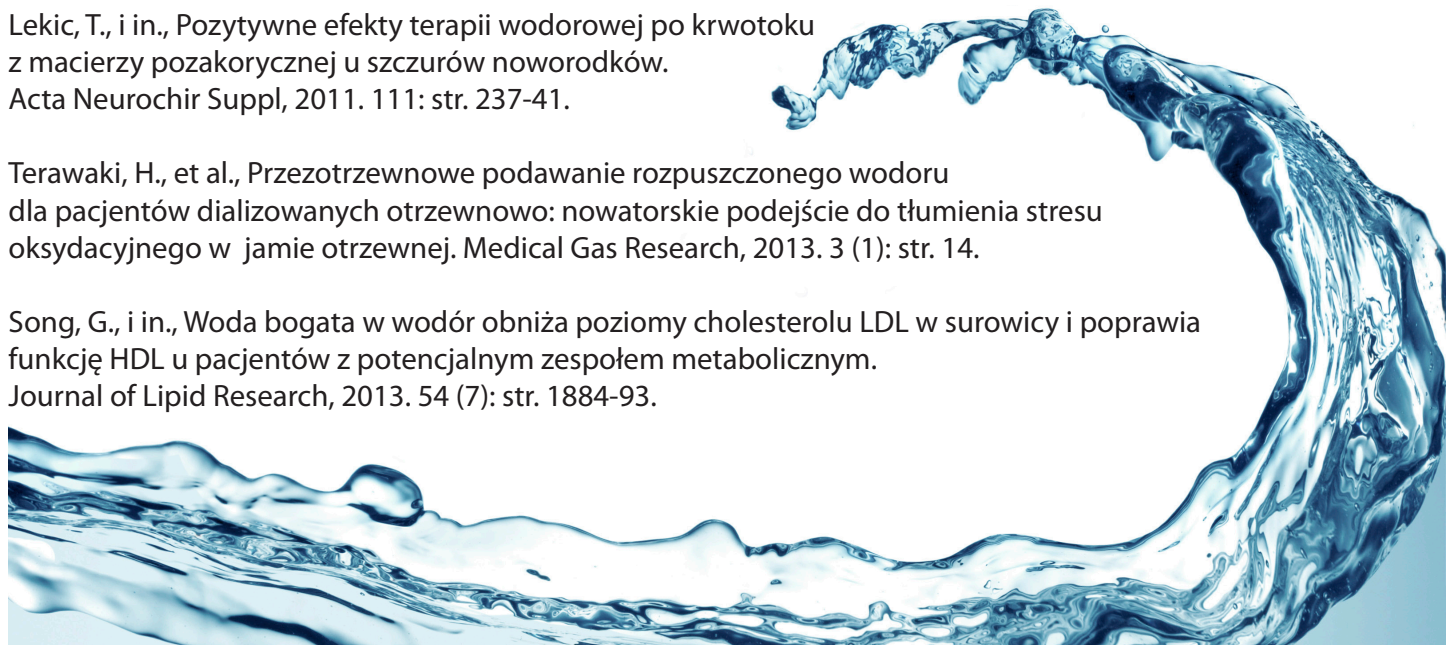 Lekic, T., i in., Pozytywne efekty terapii wodorowej po krwotoku
z macierzy pozakorycznej u szczurów noworodków.
Acta Neurochir Suppl, 2011. 111: str. 237-41.
Terawaki, H., et al., Przezotrzewnowe podawanie rozpuszczonego wodoru
dla pacjentów dializowanych otrzewnowo: nowatorskie podejście do tłumienia stresu
oksydacyjnego w  jamie otrzewnej. Medical Gas Research, 2013. 3 (1): str. 14.
Song, G., i in., Woda bogata w wodór obniża poziomy cholesterolu LDL w surowicy i poprawia
funkcję HDL u pacjentów z potencjalnym zespołem metabolicznym.
Journal of Lipid Research, 2013. 54 (7): str. 1884-93.